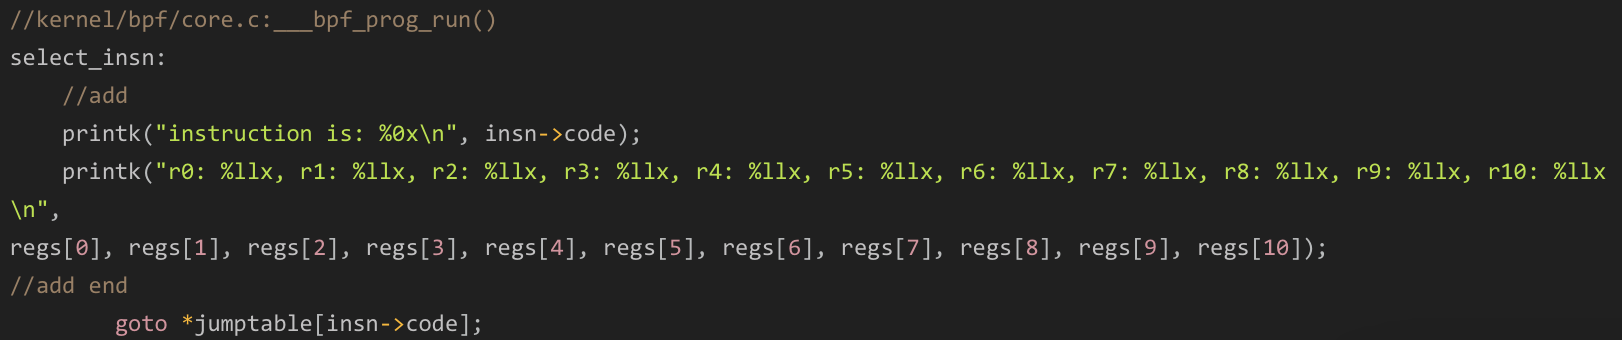 //kernel/bpf/core.c:___bpf_prog_run()
select_insn:
    //add
    printk("instruction is: %0x\n", insn->code);
    printk("r0: %llx, r1: %llx, r2: %llx, r3: %llx, r4: %llx, r5: %llx, r6: %llx, r7: %llx, r8: %llx, r9: %llx, r10: %llx
\n",
regs[0], regs[1], regs[2], regs[3], regs[4], regs[5], regs[6], regs[7], regs[8], regs[9], regs[10]);
//add end
        goto *jumptable[insn->code];